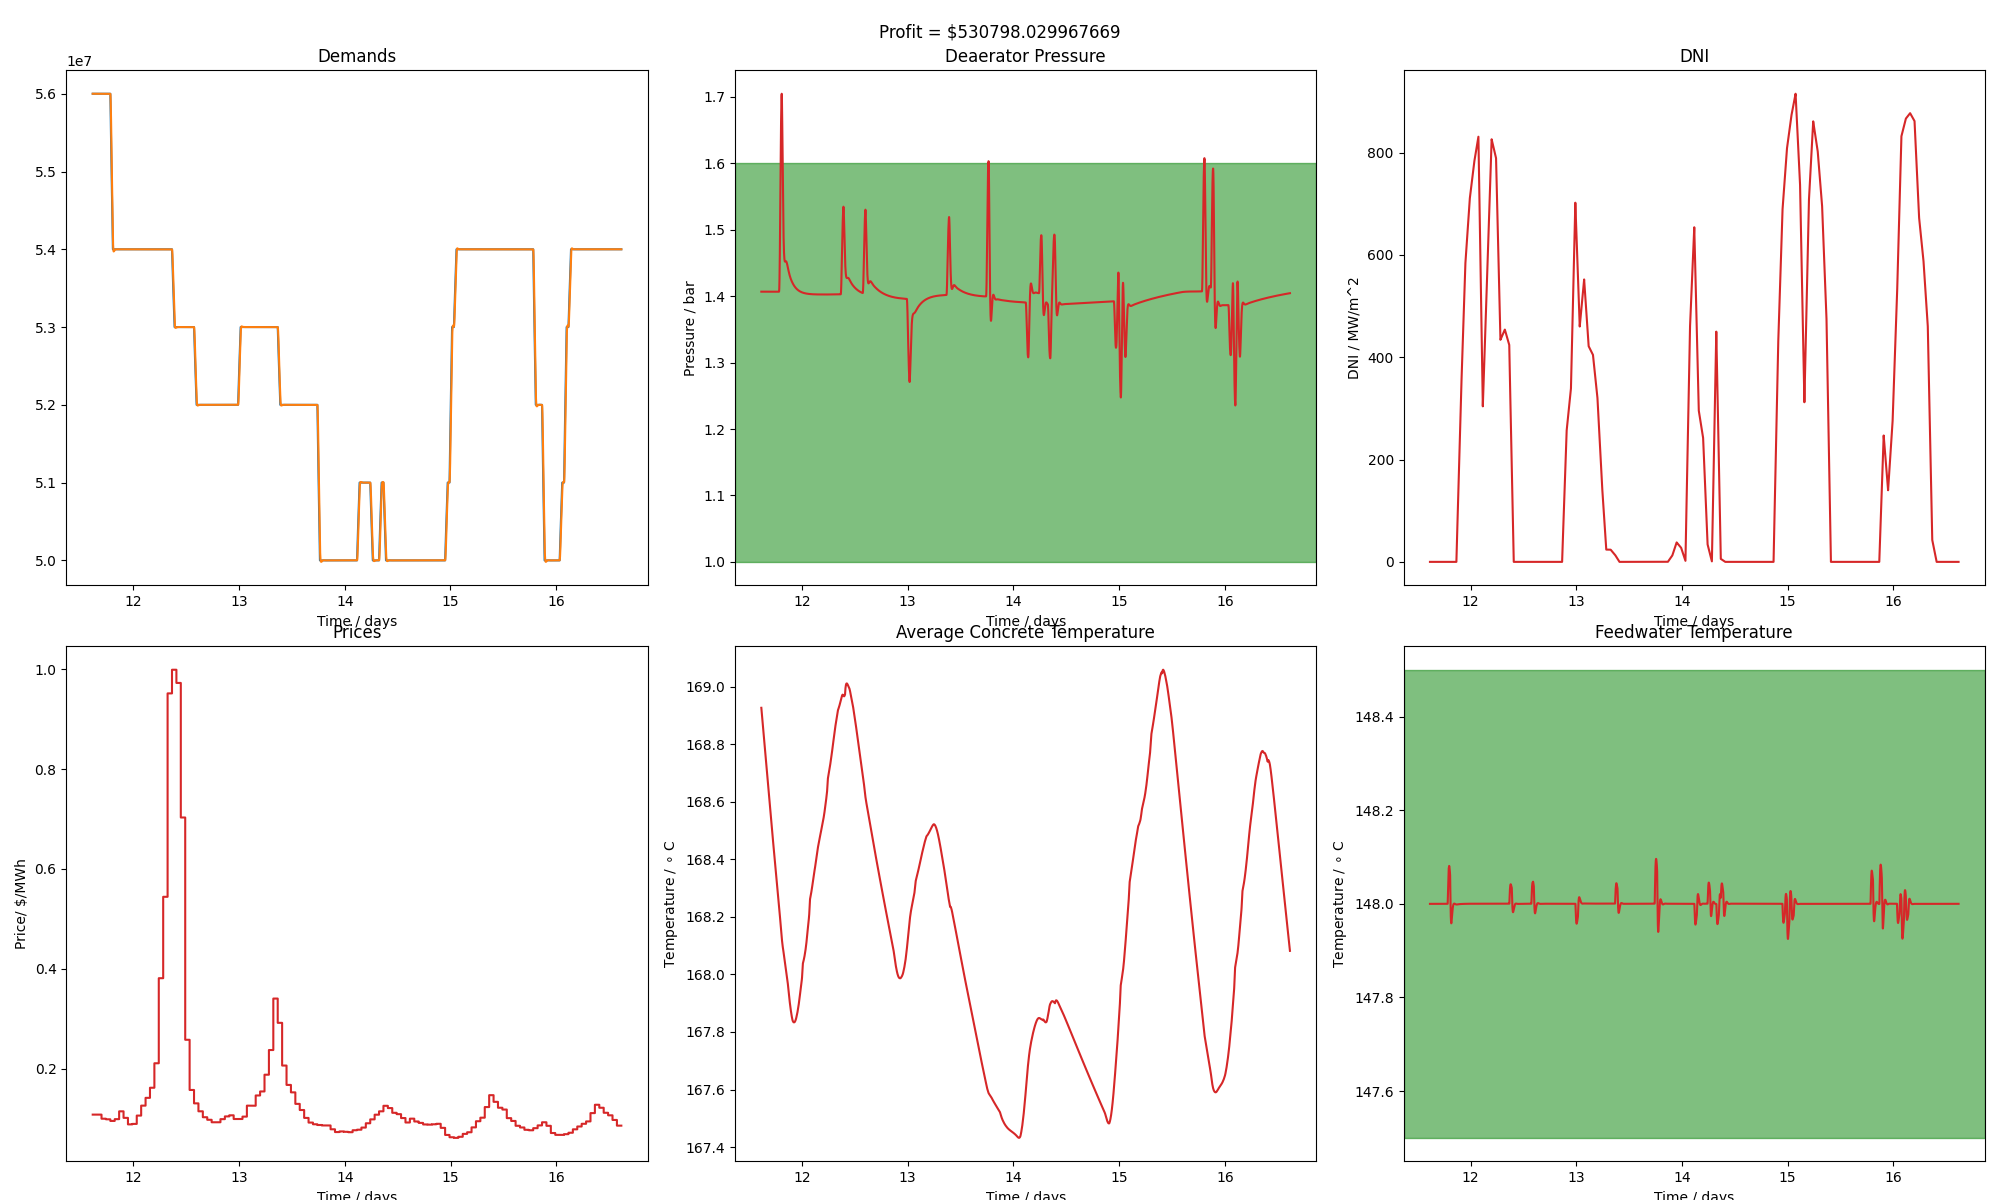 Profit = $530798.029967669
Demands
1e7
5.6
5.5
5.4
5.3
5.2
5.1
5.0
12 13 14 15 16
Time / days
Deaerator Pressure
Pressure / bar
1.7
1.6
1.5
1.4
1.3
1.2
1.1
1.0
12 13 14 15 16
Time / days
DNI
DNI / MW/m^2
800
600
400
200
0
12 13 14 15 16
Time / days
Prices
Price/ $/MWh
1.0
0.8
0.6
0.4
0.2
12 13 14 15 16
Time / days
Average Concrete Temperature
Temperature / ∘ C
169.0
168.8
168.6
168.4
168.2
168.0
167.8
167.6
167.4
12 13 14 15 16
Time / days
Feedwater Temperature
Temperature / ∘ C
148.4
148.2
148.0
147.8
147.6
12 13 14 15 16
Time / days